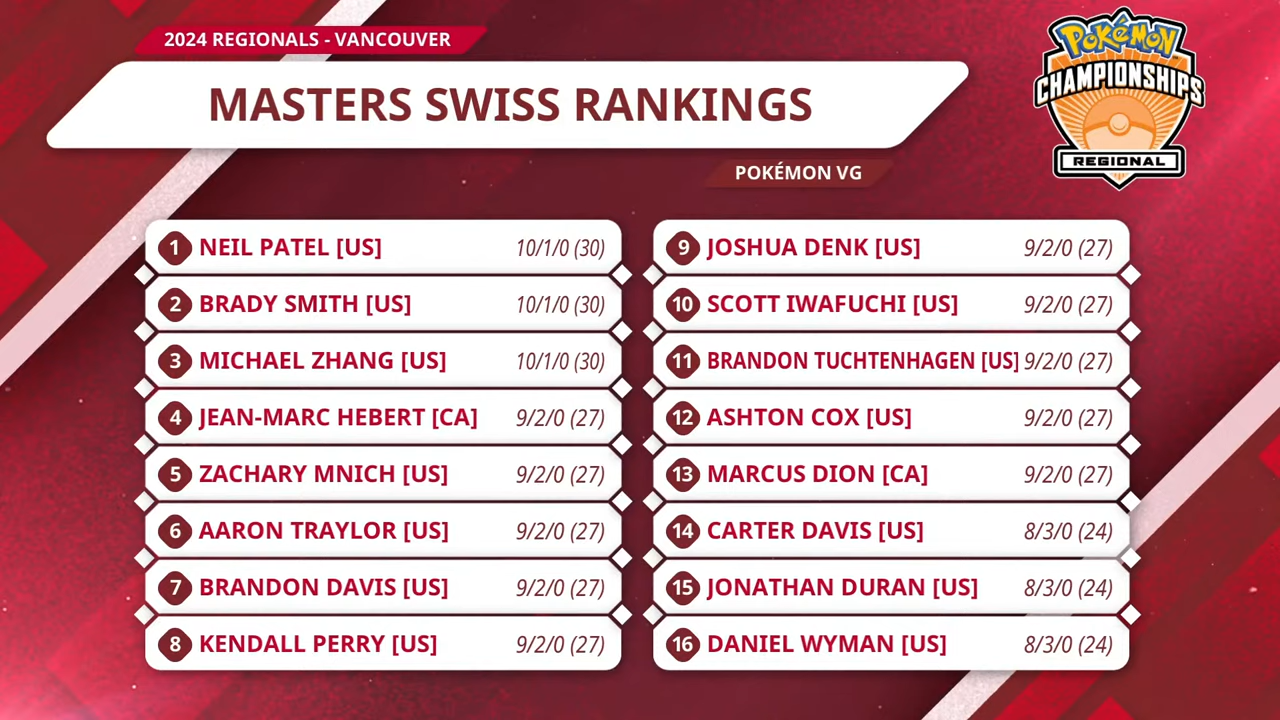 2024 REGIONALS - VANCOUVER
MASTERS SWISS RANKINGS
POKÉMON VG
POKÉMON
CHAMPIONSHIPS
REGIONAL
1 NEIL PATEL [US] 10/1/0 (30)
2 BRADY SMITH [US] 10/1/0 (30)
3 MICHAEL ZHANG [US] 10/1/0 (30)
4 JEAN-MARC HEBERT [CA] 9/2/0 (27)
5 ZACHARY MNICH [US] 9/2/0 (27)
6 AARON TRAYLOR [US] 9/2/0 (27)
7 BRANDON DAVIS [US] 9/2/0 (27)
8 KENDALL PERRY [US] 9/2/0 (27)
9 JOSHUA DENK [US] 9/2/0 (27)
10 SCOTT IWAFUCHI [US] 9/2/0 (27)
11 BRANDON TUCHTENHAGEN [US] 9/2/0 (27)
12 ASHTON COX [US] 9/2/0 (27)
13 MARCUS DION [CA] 9/2/0 (27)
14 CARTER DAVIS [US] 8/3/0 (24)
15 JONATHAN DURAN [US] 8/3/0 (24)
16 DANIEL WYMAN [US] 8/3/0 (24)